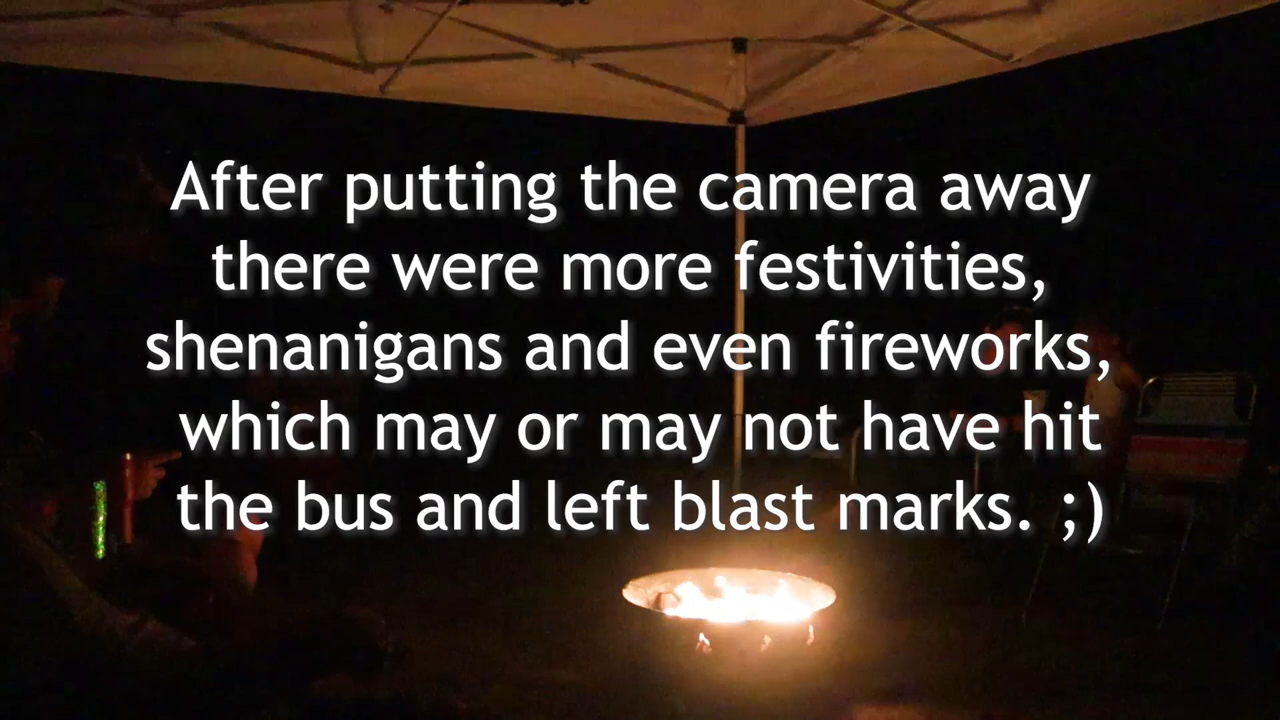 After putting the camera away
there were more festivities,
shenanigans and even fireworks,
which may or may not have hit
the bus and left blast marks. ;)